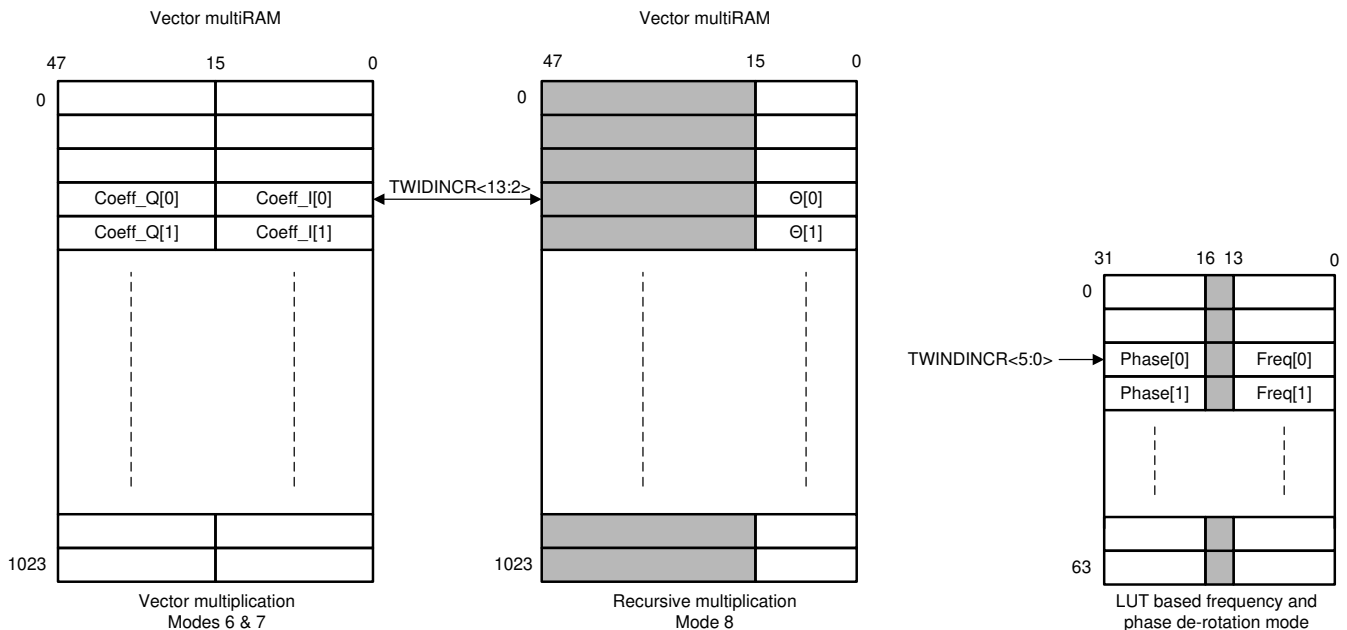 Vector multiRAM
47 15 0
0
Coeff_Q[0] Coeff_I[0]
Coeff_Q[1] Coeff_I[1]
1023
Vector multiplication
Modes 6 & 7
TWIDINCR<13:2>
Vector multiRAM
47 15 0
0
Θ[0]
Θ[1]
1023
Recursive multiplication
Mode 8
31 16 13 0
0
TWINDINCR<5:0>
Phase[0] Freq[0]
Phase[1] Freq[1]
63
LUT based frequency and
phase de-rotation mode